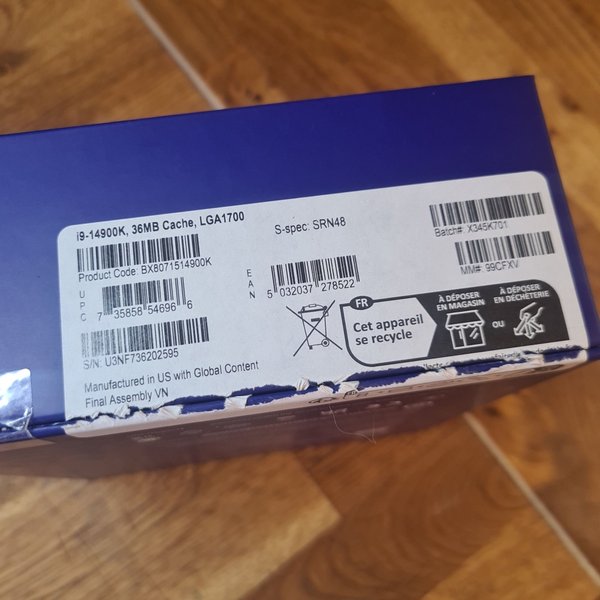 i9-14900K, 36MB Cache, LGA1700
S-spec: SRN48
Batch#: X345K701
Product Code: BX8071514900K
MM#: 99CFXV
UPC
7 35858 54696 6
EAN
5 032037 278522
S/N: U3NF736202595
FR
Cet appareil
se recycle
À DÉPOSER
EN MAGASIN
OU
À DÉPOSER
EN DÉCHÈTERIE
Manufactured in US with Global Content
Final Assembly VN